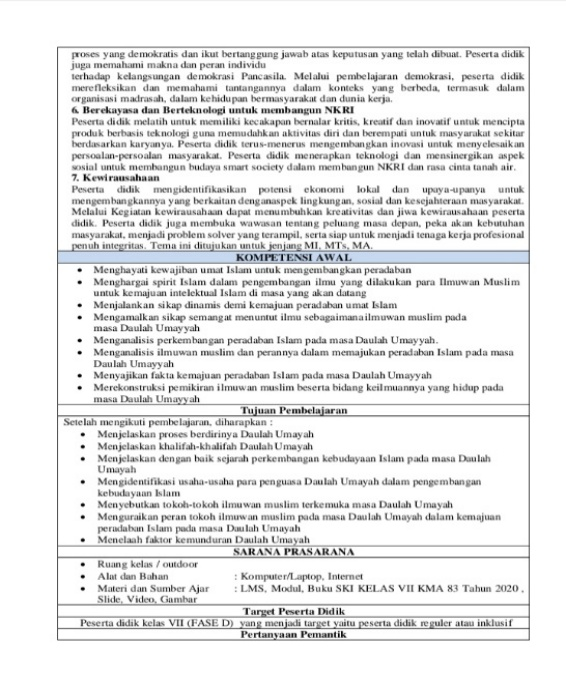 proses yang demokratis dan ikut bertanggung jawab atas keputusan yang telah dibuat. Peserta didik
juga memahami makna dan peran individu
terhadap kelangsungan demokrasi Pancasila. Melalui pembelajaran demokrasi, peserta didik
merefleksikan dan memahami tantangannya dalam konteks yang berbeda, termasuk dalam
organisasi madrasah, dalam kehidupan bermasyarakat dan dunia kerja.
6. Berekayasa dan Berteknologi untuk membangun NKRI
Peserta didik melatih untuk memiliki kecakapan bernalar kritis, kreatif dan inovatif untuk mencipta
produk berbasis teknologi guna memudahkan aktivitas diri dan berempati untuk masyarakat sekitar
berdasarkan karyanya. Peserta didik terus-menerus mengembangkan inovasi untuk menyelesaikan
persoalan-persoalan masyarakat. Peserta didik menerapkan teknologi dan mensinergikan aspek
sosial untuk membangun budaya smart society dalam membangun NKRI dan rasa cinta tanah air.
7. Kewirausahaan
Peserta didik mengidentifikasikan potensi ekonomi lokal dan upaya-upanya untuk
mengembangkannya yang berkaitan denganaspek lingkungan, sosial dan kesejahteraan masyarakat.
Melalui Kegiatan kewirausahaan dapat menumbuhkan kreativitas dan jiwa kewirausahaan peserta
didik. Peserta didik juga membuka wawasan tentang peluang masa depan, peka akan kebutuhan
masyarakat, menjadi problem solver yang terampil, serta siap untuk menjadi tenaga kerja profesional
penuh integritas. Tema ini ditujukan untuk jenjang MI, MTs, MA.
KOMPETENSI AWAL
• Menghayati kewajiban umat Islam untuk mengembangkan peradaban
• Menghargai spirit Islam dalam pengembangan ilmu yang dilakukan para Ilmuwan Muslim
untuk kemajuan intelektual Islam di masa yang akan datang
• Menjalankan sikap dinamis demi kemajuan peradaban umat Islam
• Mengamalkan sikap semangat menuntut ilmu sebagaimanailmuwan muslim pada
masa Daulah Umayyah
• Menganalisis perkembangan peradaban Islam pada masa Daulah Umayyah.
• Menganalisis ilmuwan muslim dan perannya dalam memajukan peradaban Islam pada masa
Daulah Umayyah
• Menyajikan fakta kemajuan peradaban Islam pada masa Daulah Umayyah
• Merekonstruksi pemikiran ilmuwan muslim beserta bidang keilmuannya yang hidup pada
masa Daulah Umayyah
Tujuan Pembelajaran
Setelah mengikuti pembelajaran, diharapkan :
• Menjelaskan proses berdirinya Daulah Umayah
• Menjelaskan khalifah-khalifah Daulah Umayah
• Menjelaskan dengan baik sejarah perkembangan kebudayaan Islam pada masa Daulah
Umayah
• Mengidentifikasi usaha-usaha para penguasa Daulah Umayah dalam pengembangan
kebudayaan Islam
• Menyebutkan tokoh-tokoh ilmuwan muslim terkemuka masa Daulah Umayah
• Menguraikan peran tokoh ilmuwan muslim pada masa Daulah Umayah dalam kemajuan
peradaban Islam pada masa Daulah Umayah
• Menelaah faktor kemunduran Daulah Umayah
SARANA PRASARANA
• Ruang kelas / outdoor
• Alat dan Bahan : Komputer/Laptop, Internet
• Materi dan Sumber Ajar : LMS, Modul, Buku SKI KELAS VII KMA 83 Tahun 2020 ,
Slide, Video, Gambar
Target Peserta Didik
Peserta didik kelas VII (FASE D) yang menjadi target yaitu peserta didik reguler atau inklusif
Pertanyaan Pemantik